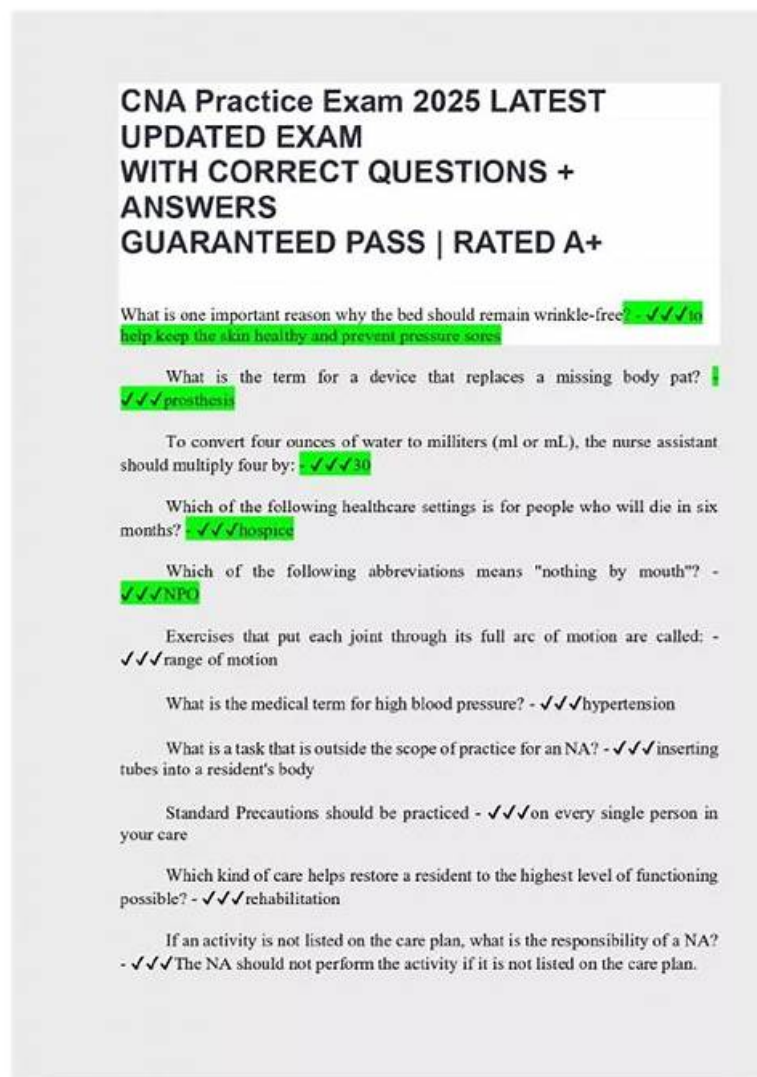 CNA Practice Exam 2025 LATEST
UPDATED EXAM
WITH CORRECT QUESTIONS +
ANSWERS
GUARANTEED PASS | RATED A+
What is one important reason why the bed should remain wrinkle-free? - ✓✓✓to
help keep the skin healthy and prevent pressure sores
What is the term for a device that replaces a missing body pat? -
✓✓✓prosthesis
To convert four ounces of water to milliters (ml or mL), the nurse assistant
should multiply four by: - ✓✓✓30
Which of the following healthcare settings is for people who will die in six
months? - ✓✓✓hospice
Which of the following abbreviations means "nothing by mouth"? -
✓✓✓NPO
Exercises that put each joint through its full arc of motion are called: -
✓✓✓range of motion
What is the medical term for high blood pressure? - ✓✓✓hypertension
What is a task that is outside the scope of practice for an NA? - ✓✓✓inserting
tubes into a resident's body
Standard Precautions should be practiced - ✓✓✓on every single person in
your care
Which kind of care helps restore a resident to the highest level of functioning
possible? - ✓✓✓rehabilitation
If an activity is not listed on the care plan, what is the responsibility of a NA?
- ✓✓✓The NA should not perform the activity if it is not listed on the care plan.